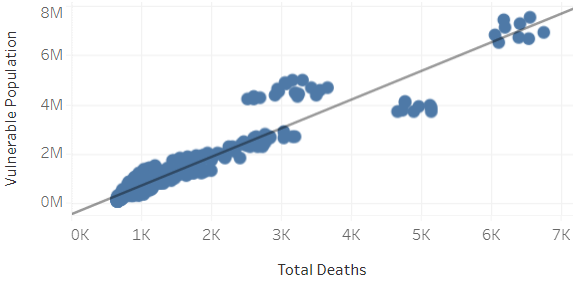 8M
6M
4M
2M
0M
Vulnerable Population
0K 1K 2K 3K 4K 5K 6K 7K
Total Deaths